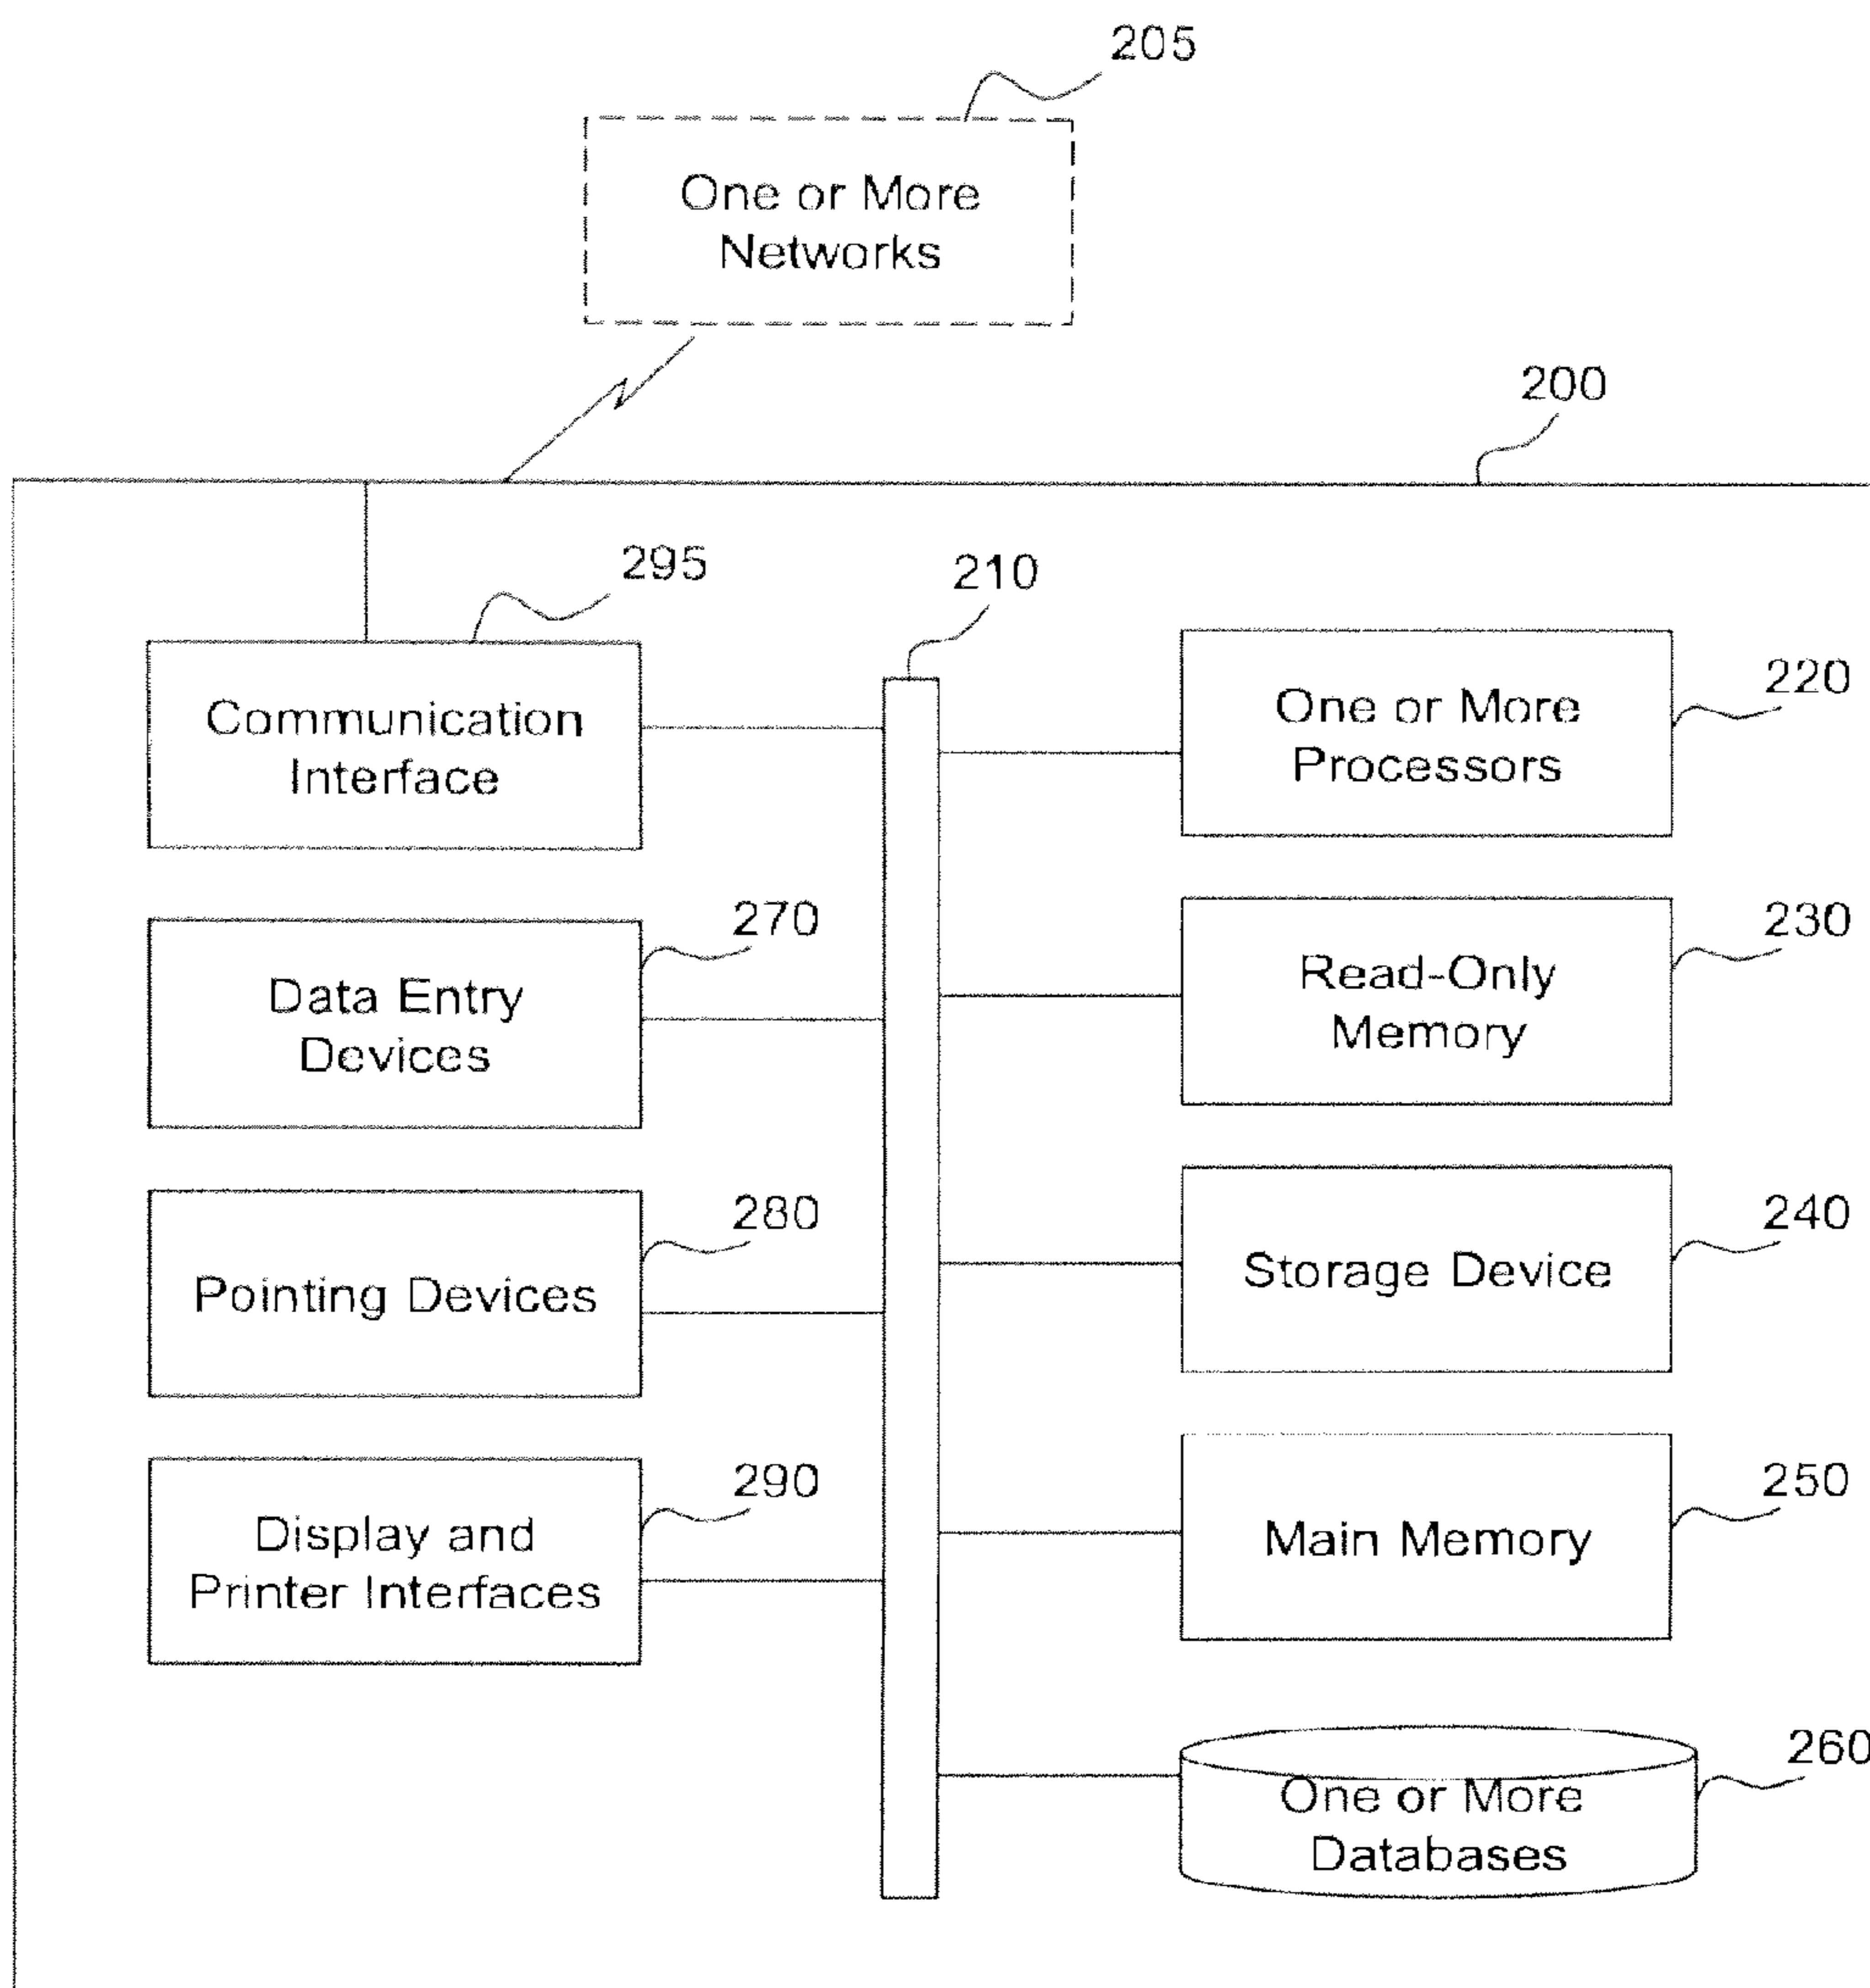 205
One or More
Networks
200
295
210
Communication
Interface
One or More
Processors
220
270
Data Entry
Devices
Read-Only
Memory
230
280
Pointing Devices
Storage Device
240
290
Display and
Printer Interfaces
Main Memory
250
One or More
Databases
260